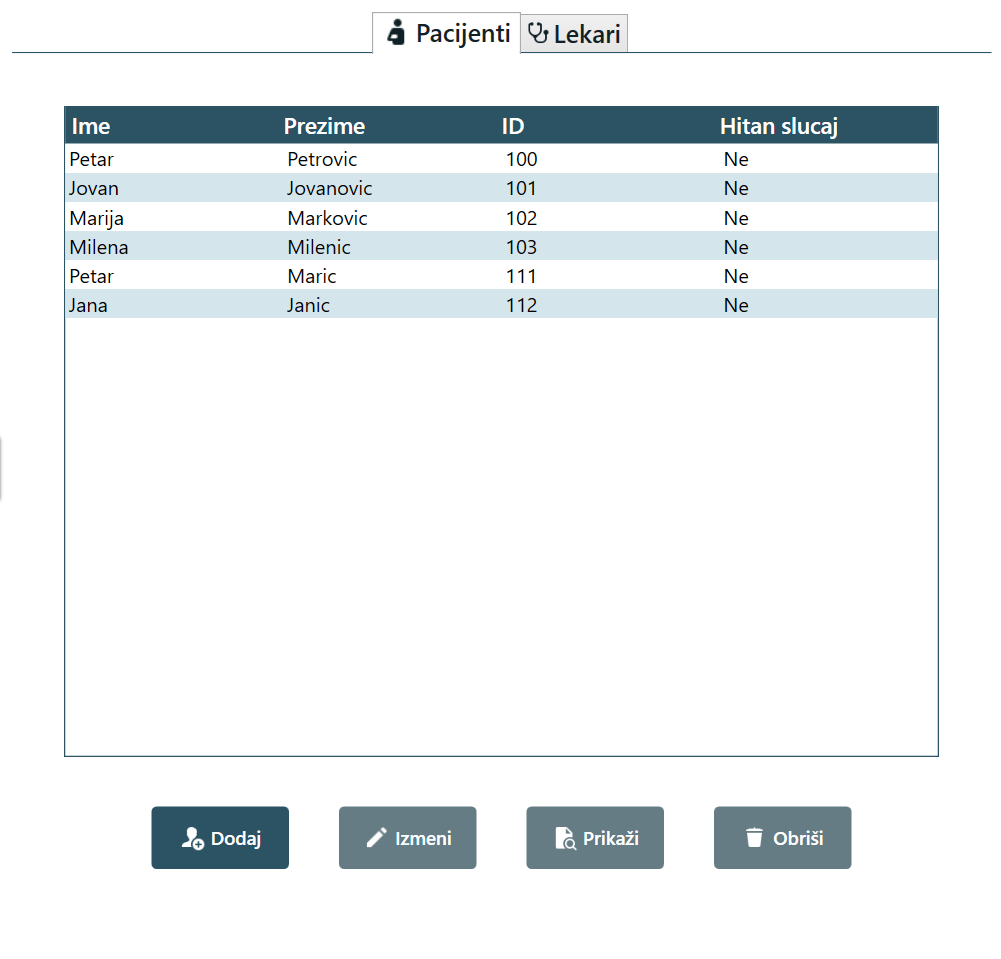 Pacijenti Lekari
Ime Prezime ID Hitan slucaj
Petar Petrovic 100 Ne
Jovan Jovanovic 101 Ne
Marija Markovic 102 Ne
Milena Milenic 103 Ne
Petar Maric 111 Ne
Jana Janic 112 Ne
Dodaj Izmeni Prikaži Obriši